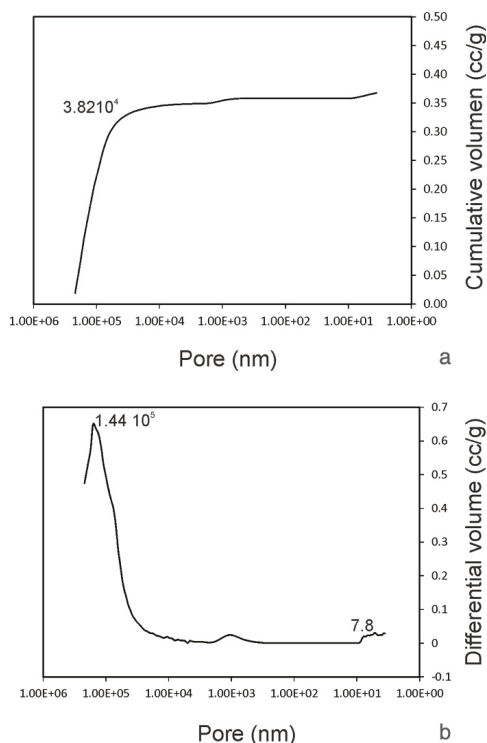 0.50
0.45
0.40
3.8210⁴
0.35
0.30
0.25
0.20
0.15
0.10
0.05
0.00
Cumulative volumen (cc/g)
1.00E+06 1.00E+05 1.00E+04 1.00E+03 1.00E+02 1.00E+01 1.00E+00
Pore (nm)
a
0.7
1.44 10⁵
0.6
0.5
0.4
0.3
0.2
0.1
7.8
0
-0.1
Differential volume (cc/g)
1.00E+06 1.00E+05 1.00E+04 1.00E+03 1.00E+02 1.00E+01 1.00E+00
Pore (nm)
b